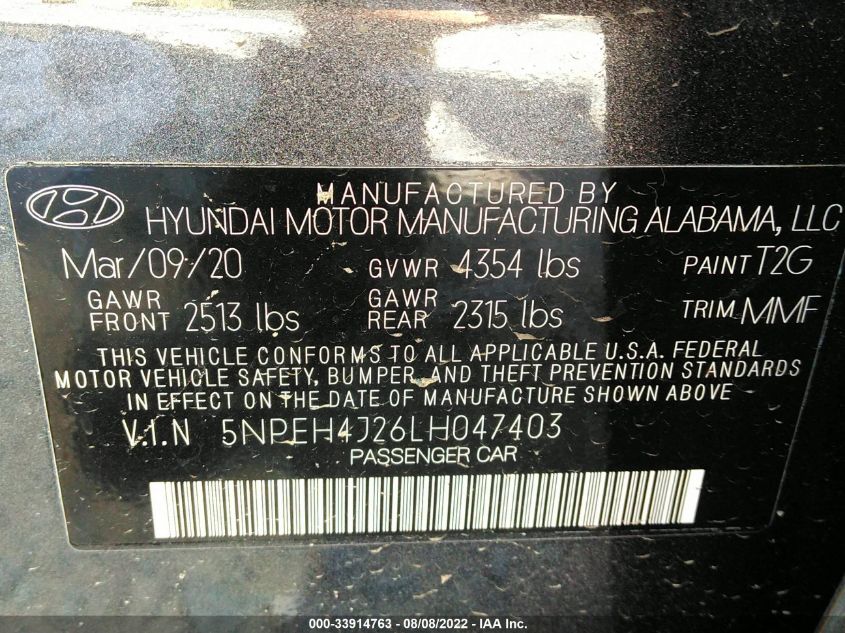 MANUFACTURED BY
HYUNDAI MOTOR MANUFACTURING ALABAMA, LLC
Mar/09/20 GVWR 4354 lbs PAINT T2G
GAWR FRONT 2513 lbs GAWR REAR 2315 lbs TRIM MMF
THIS VEHICLE CONFORMS TO ALL APPLICABLE U.S.A. FEDERAL
MOTOR VEHICLE SAFETY, BUMPER, AND THEFT PREVENTION STANDARDS
IN EFFECT ON THE DATE OF MANUFACTURE SHOWN ABOVE
V.I.N 5NPEH4J26LH047403
PASSENGER CAR
000-33914763 - 08/08/2022 - IAA Inc.